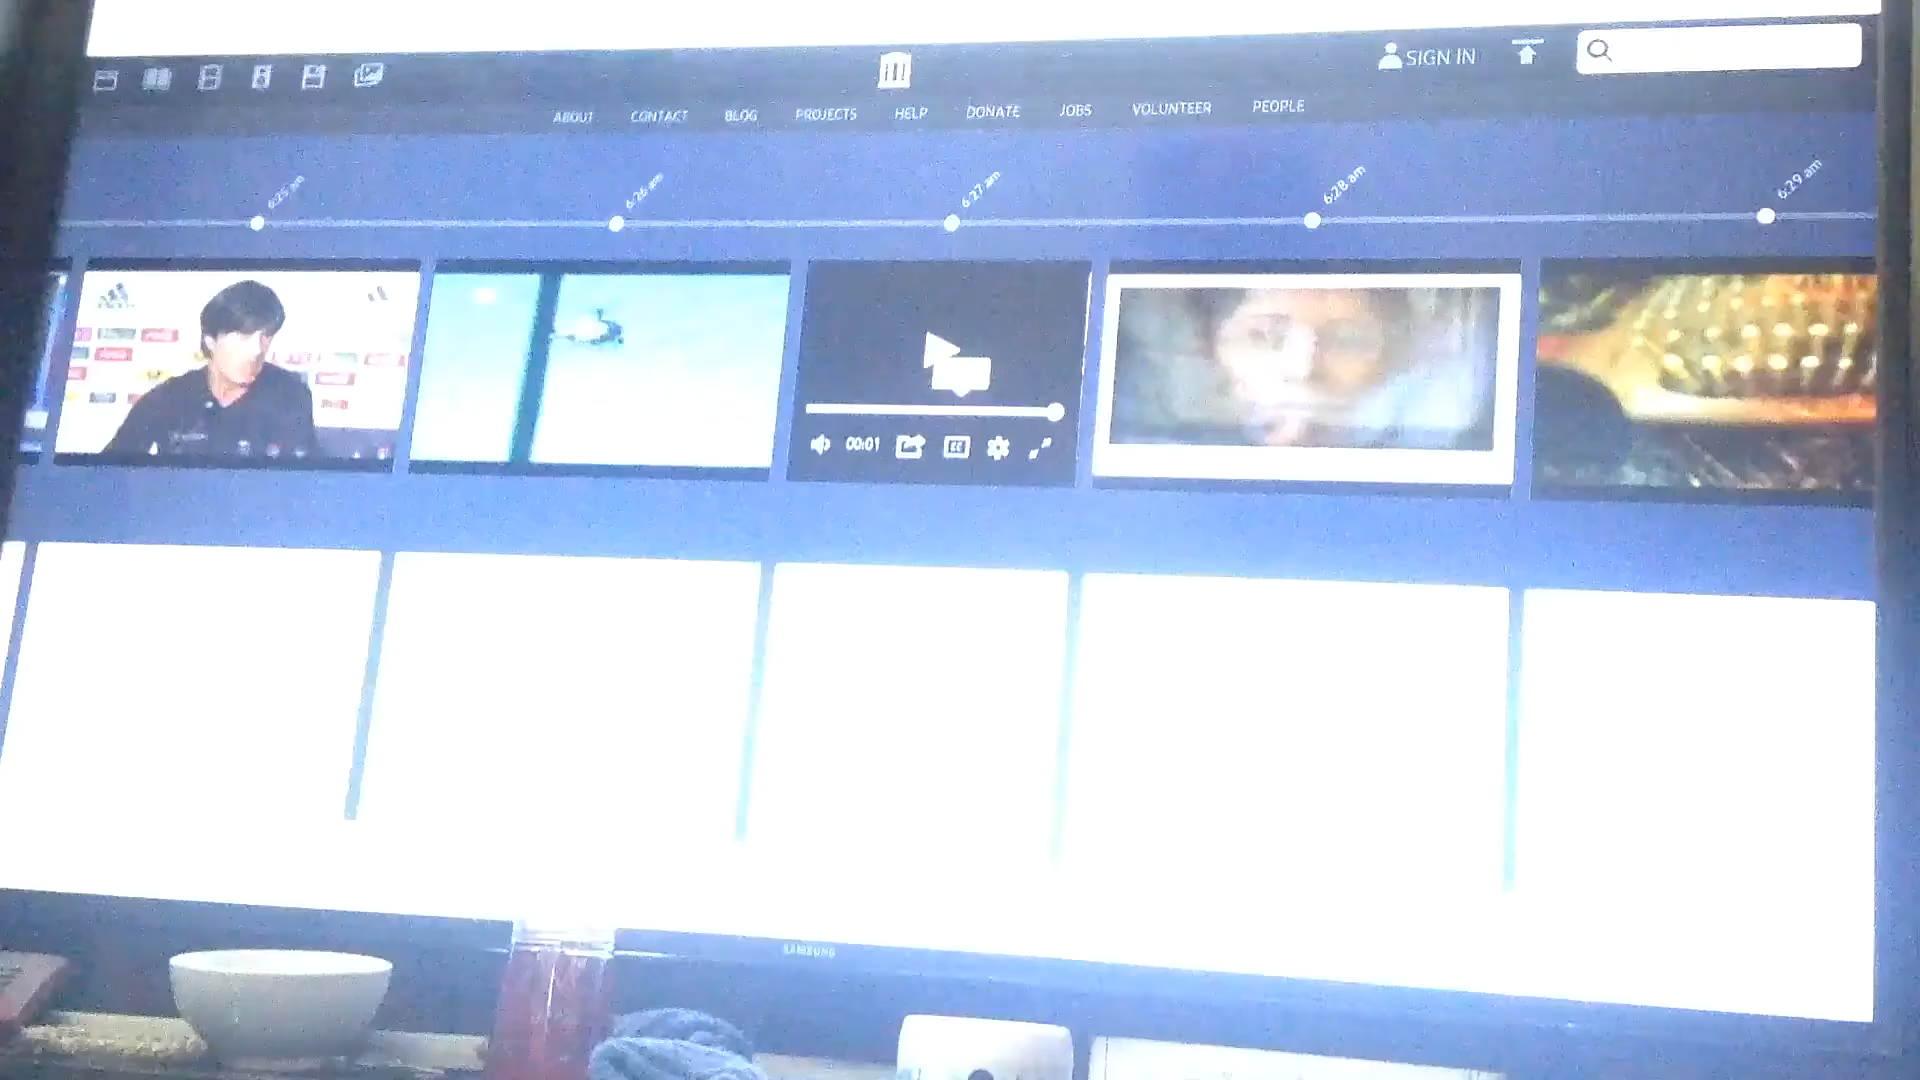 SIGN IN
ABOUT CONTACT BLOG PROJECTS HELP DONATE JOBS VOLUNTEER PEOPLE
6:25 am 6:26 am 6:27 am 6:28 am 6:29 am
00:01
SAMSUNG